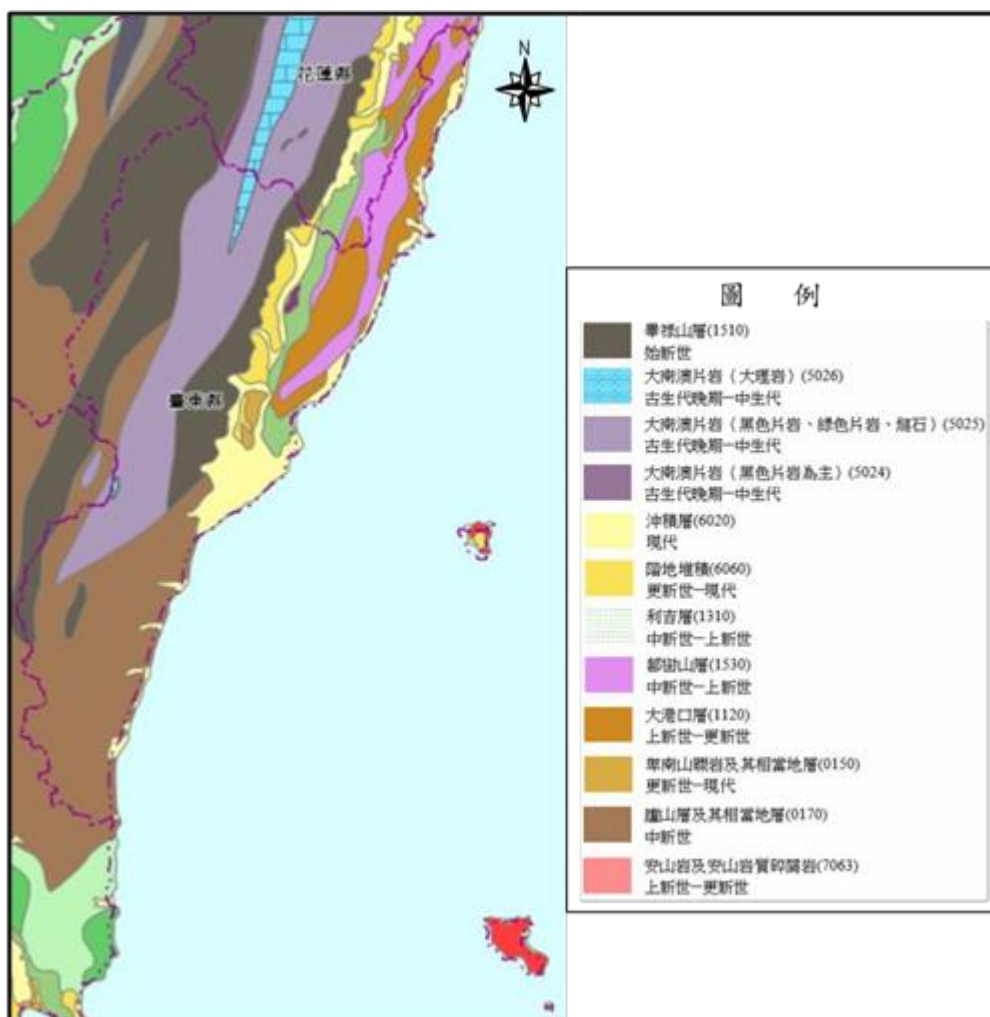 N
花蓮縣
臺東縣
圖 例
畢祿山層(1510)
始新世
大南澳片岩（大理岩）(5026)
古生代晚期—中生代
大南澳片岩（黑色片岩、綠色片岩、燧石）(5025)
古生代晚期—中生代
大南澳片岩（黑色片岩為主）(5024)
古生代晚期—中生代
沖積層(6020)
現代
階地堆積(6060)
更新世—現代
利吉層(1310)
中新世—上新世
都巒山層(1530)
中新世—上新世
大港口層(1120)
上新世—更新世
卑南山礫岩及其相當地層(0150)
更新世—現代
廬山層及其相當地層(0170)
中新世
安山岩及安山岩質碎屑岩(7063)
上新世—更新世